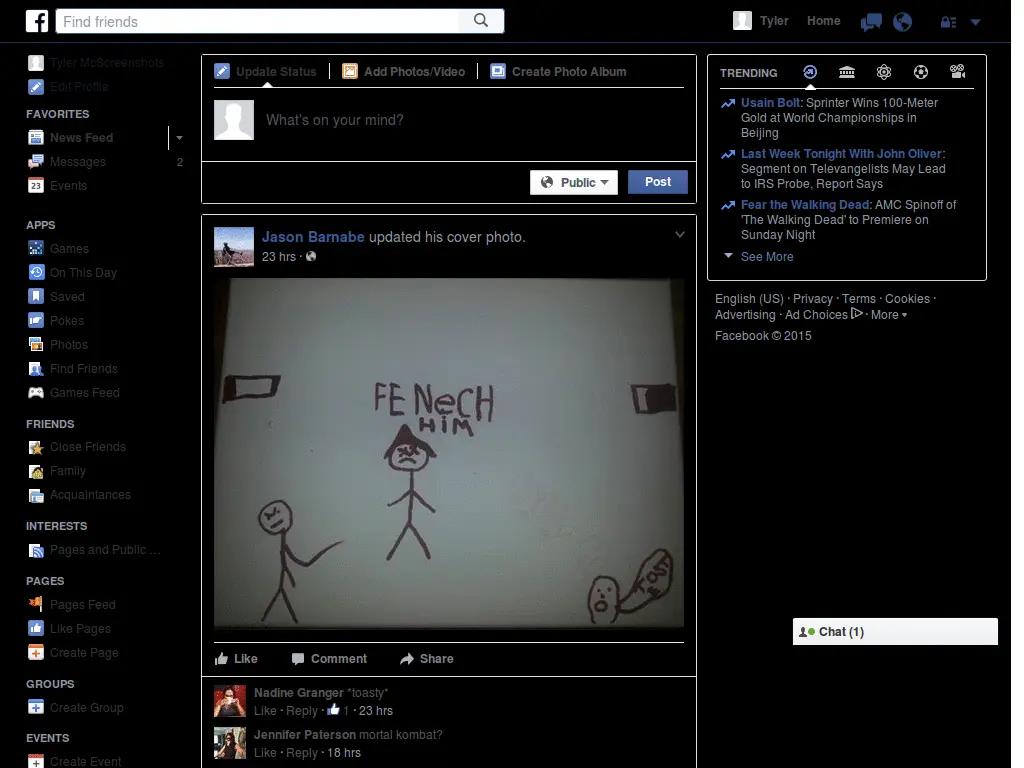 f
Find friends
Tyler
Home
Tyler McScreenshots
Edit Profile
FAVORITES
News Feed
Messages 2
23 Events
APPS
Games
On This Day
Saved
Pokes
Photos
Find Friends
Games Feed
FRIENDS
Close Friends
Family
Acquaintances
INTERESTS
Pages and Public ...
PAGES
Pages Feed
Like Pages
Create Page
GROUPS
Create Group
EVENTS
Create Event
Update Status
Add Photos/Video
Create Photo Album
What's on your mind?
Public
Post
Jason Barnabe updated his cover photo.
23 hrs ·
FENeCH
HiM
TOSTE
Like
Comment
Share
Nadine Granger *toasty*
Like · Reply · 1 · 23 hrs
Jennifer Paterson mortal kombat?
Like · Reply · 18 hrs
TRENDING
Usain Bolt: Sprinter Wins 100-Meter
Gold at World Championships in
Beijing
Last Week Tonight With John Oliver:
Segment on Televangelists May Lead
to IRS Probe, Report Says
Fear the Walking Dead: AMC Spinoff of
'The Walking Dead' to Premiere on
Sunday Night
See More
English (US) · Privacy · Terms · Cookies ·
Advertising · Ad Choices · More
Facebook © 2015
Chat (1)